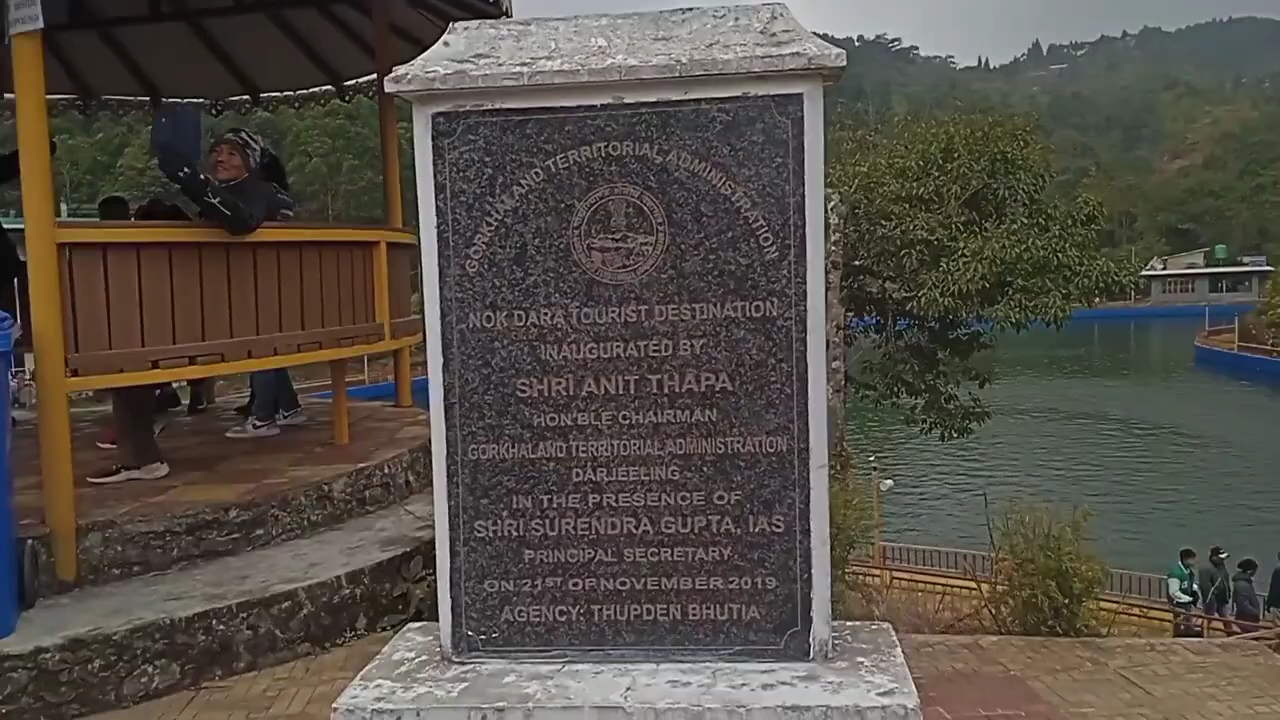 GORKHALAND TERRITORIAL ADMINISTRATION
NOK DARA TOURIST DESTINATION
INAUGURATED BY
SHRI ANIT THAPA
HON'BLE CHAIRMAN
GORKHALAND TERRITORIAL ADMINISTRATION
DARJEELING
IN THE PRESENCE OF
SHRI SURENDRA GUPTA, IAS
PRINCIPAL SECRETARY
ON 21ST OF NOVEMBER 2019
AGENCY: THUPDEN BHUTIA